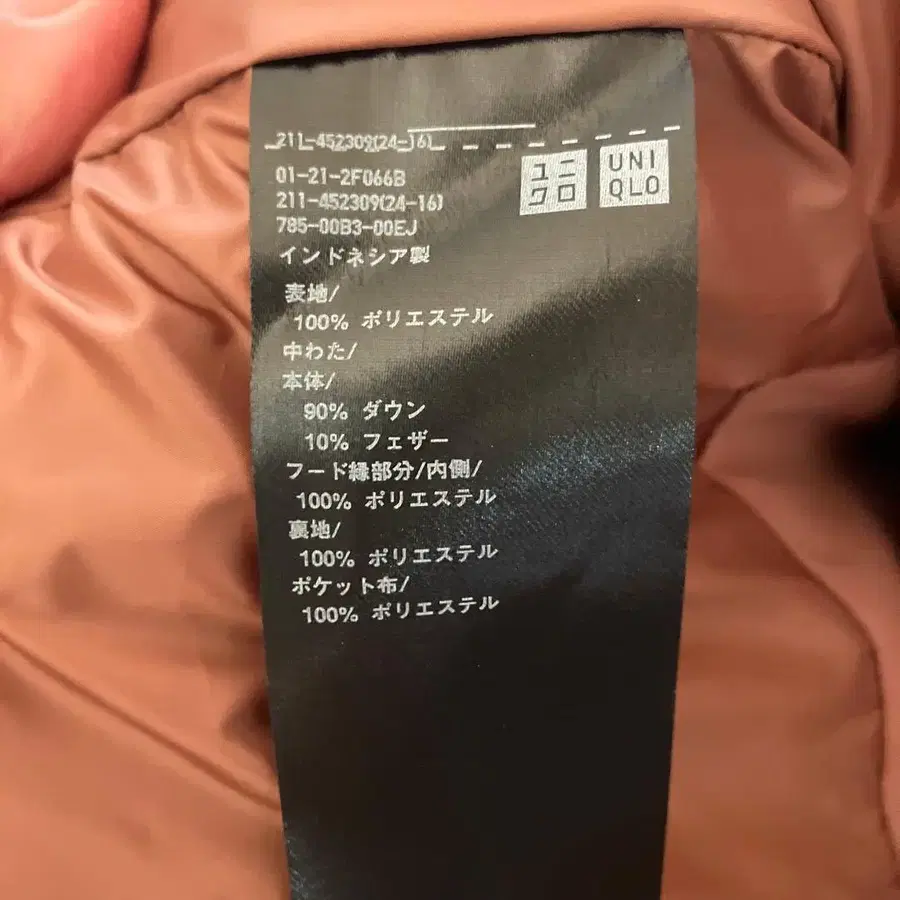 211-452309(24-16)
01-21-2F066B
211-452309(24-16)
785-00B3-00EJ
ユニ
クロ
UNI
QLO
インドネシア製
表地/
100% ポリエステル
中わた/
本体/
90% ダウン
10% フェザー
フード縁部分/内側/
100% ポリエステル
裏地/
100% ポリエステル
ポケット布/
100% ポリエステル